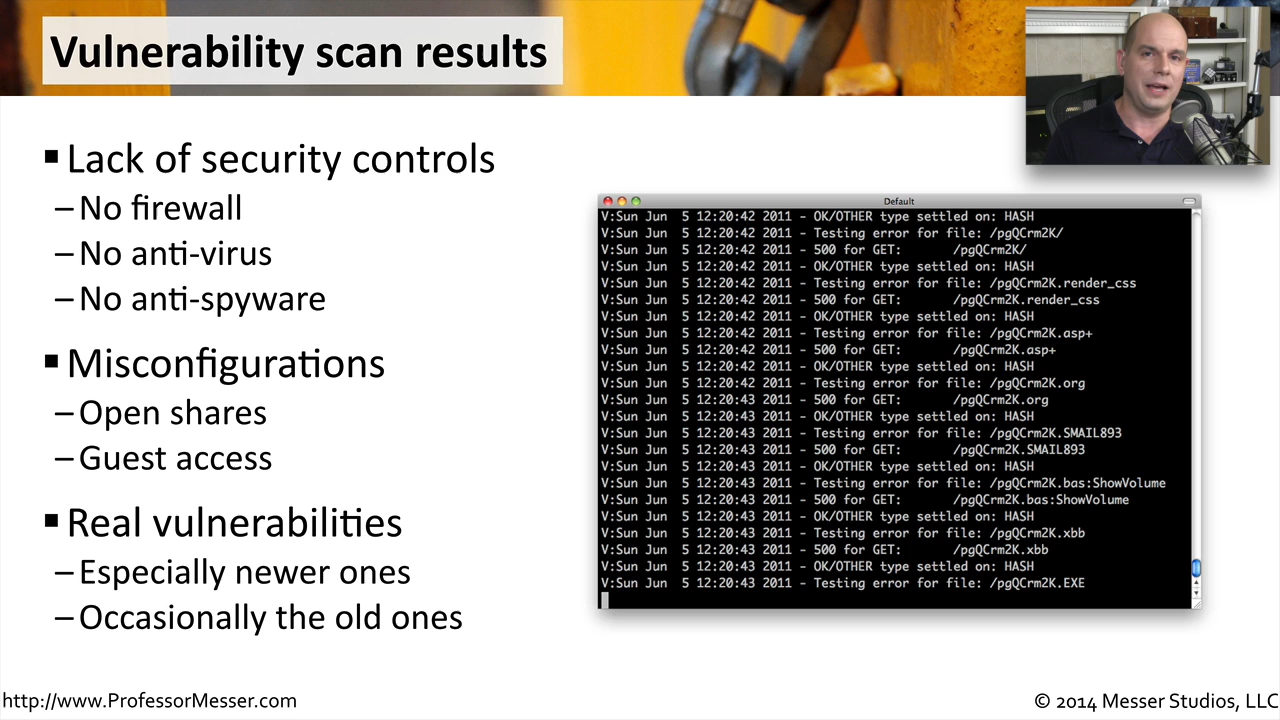 Vulnerability scan results
▪ Lack of security controls
– No firewall
– No anti-virus
– No anti-spyware
▪ Misconfigurations
– Open shares
– Guest access
▪ Real vulnerabilities
– Especially newer ones
– Occasionally the old ones
Default
V:Sun Jun  5 12:20:42 2011 - OK/OTHER type settled on: HASH
V:Sun Jun  5 12:20:42 2011 - Testing error for file: /pgQCrm2K/
V:Sun Jun  5 12:20:42 2011 - 500 for GET:      /pgQCrm2K/
V:Sun Jun  5 12:20:42 2011 - OK/OTHER type settled on: HASH
V:Sun Jun  5 12:20:42 2011 - Testing error for file: /pgQCrm2K.render_css
V:Sun Jun  5 12:20:42 2011 - 500 for GET:      /pgQCrm2K.render_css
V:Sun Jun  5 12:20:42 2011 - OK/OTHER type settled on: HASH
V:Sun Jun  5 12:20:42 2011 - Testing error for file: /pgQCrm2K.asp+
V:Sun Jun  5 12:20:42 2011 - 500 for GET:      /pgQCrm2K.asp+
V:Sun Jun  5 12:20:42 2011 - OK/OTHER type settled on: HASH
V:Sun Jun  5 12:20:42 2011 - Testing error for file: /pgQCrm2K.org
V:Sun Jun  5 12:20:43 2011 - 500 for GET:      /pgQCrm2K.org
V:Sun Jun  5 12:20:43 2011 - OK/OTHER type settled on: HASH
V:Sun Jun  5 12:20:43 2011 - Testing error for file: /pgQCrm2K.SMAIL893
V:Sun Jun  5 12:20:43 2011 - 500 for GET:      /pgQCrm2K.SMAIL893
V:Sun Jun  5 12:20:43 2011 - OK/OTHER type settled on: HASH
V:Sun Jun  5 12:20:43 2011 - Testing error for file: /pgQCrm2K.bas:ShowVolume
V:Sun Jun  5 12:20:43 2011 - 500 for GET:      /pgQCrm2K.bas:ShowVolume
V:Sun Jun  5 12:20:43 2011 - OK/OTHER type settled on: HASH
V:Sun Jun  5 12:20:43 2011 - Testing error for file: /pgQCrm2K.xbb
V:Sun Jun  5 12:20:43 2011 - 500 for GET:      /pgQCrm2K.xbb
V:Sun Jun  5 12:20:43 2011 - OK/OTHER type settled on: HASH
V:Sun Jun  5 12:20:43 2011 - Testing error for file: /pgQCrm2K.EXE
http://www.ProfessorMesser.com
© 2014 Messer Studios, LLC